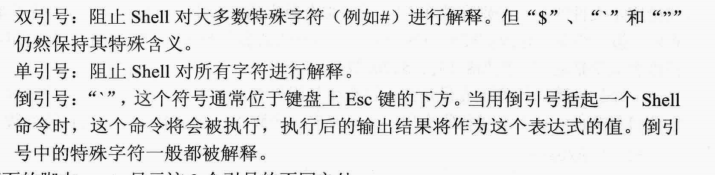 双引号：阻止 Shell 对大多数特殊字符（例如#）进行解释。但“$”、“`”和“”
仍然保持其特殊含义。
单引号：阻止 Shell 对所有字符进行解释。
倒引号：“`”，这个符号通常位于键盘上 Esc 键的下方。当用倒引号括起一个 Shell
命令时，这个命令将会被执行，执行后的输出结果将作为这个表达式的值。倒引
号中的特殊字符一般都被解释。